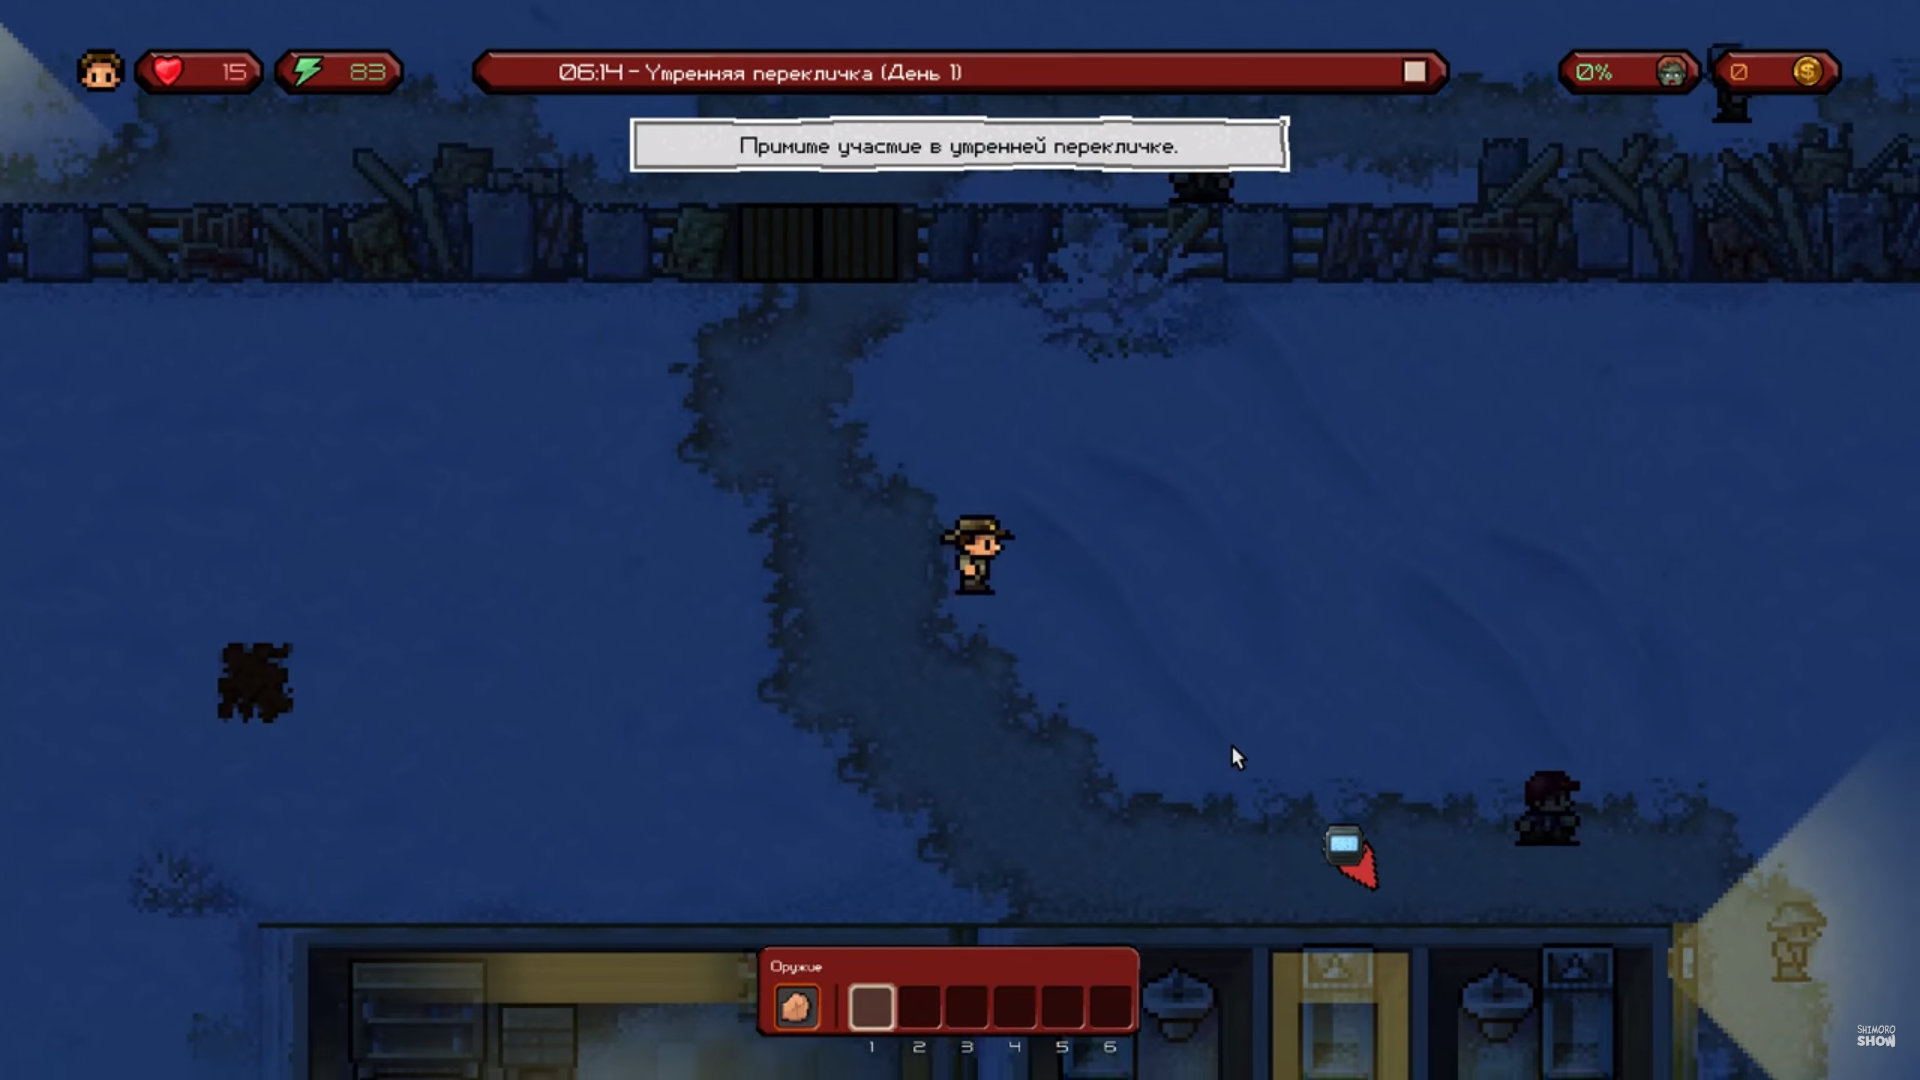 15
83
06:14 - Утренняя перекличка (День 1)
0%
0
Примите участие в утренней перекличке.
Оружие
1 2 3 4 5 6
SHIMORO
SHOW